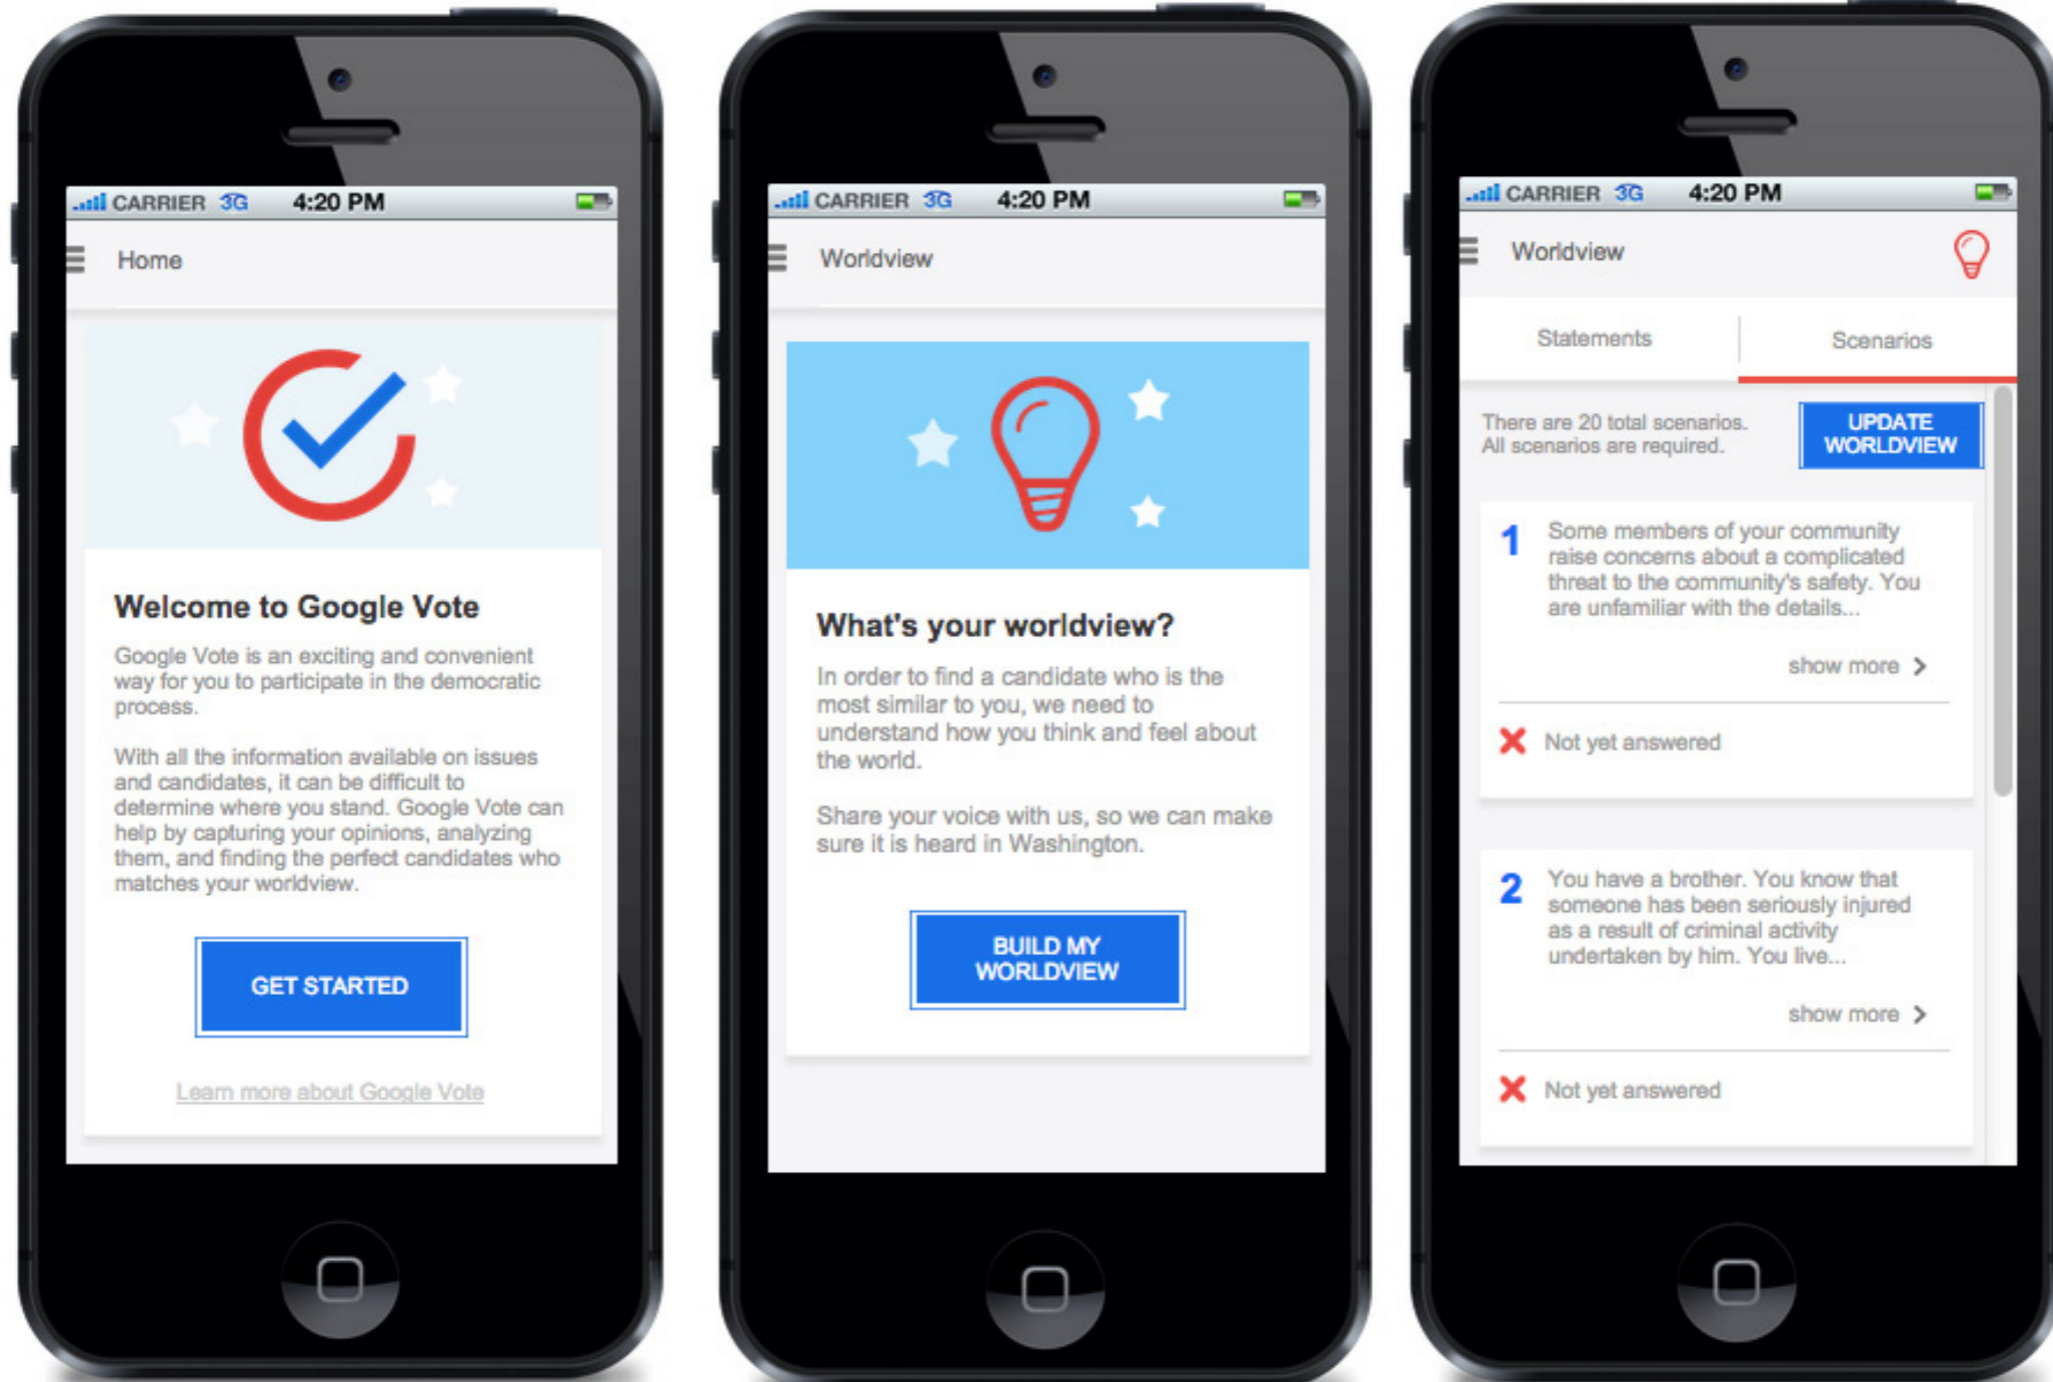 CARRIER 3G 4:20 PM
Home
Welcome to Google Vote
Google Vote is an exciting and convenient
way for you to participate in the democratic
process.
With all the information available on issues
and candidates, it can be difficult to
determine where you stand. Google Vote can
help by capturing your opinions, analyzing
them, and finding the perfect candidates who
matches your worldview.
GET STARTED
Learn more about Google Vote
CARRIER 3G 4:20 PM
Worldview
What's your worldview?
In order to find a candidate who is the
most similar to you, we need to
understand how you think and feel about
the world.
Share your voice with us, so we can make
sure it is heard in Washington.
BUILD MY
WORLDVIEW
CARRIER 3G 4:20 PM
Worldview
Statements Scenarios
There are 20 total scenarios.
All scenarios are required.
UPDATE
WORLDVIEW
1 Some members of your community
raise concerns about a complicated
threat to the community's safety. You
are unfamiliar with the details...
show more
Not yet answered
2 You have a brother. You know that
someone has been seriously injured
as a result of criminal activity
undertaken by him. You live...
show more
Not yet answered